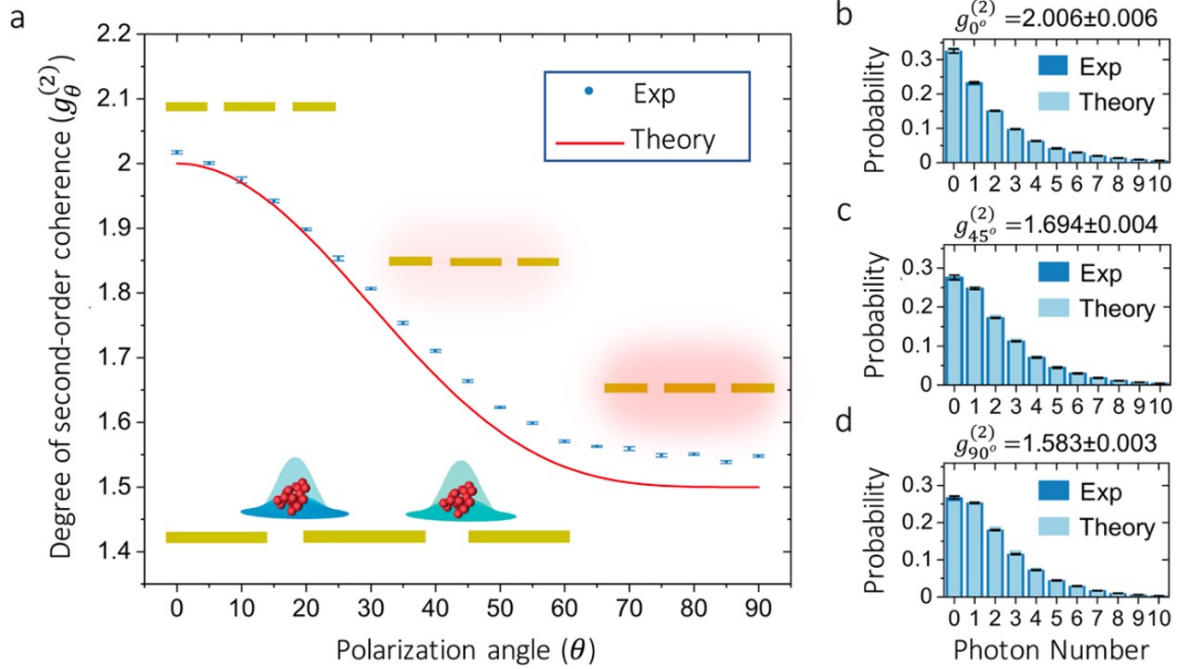 a
Degree of second-order coherence (g_θ^(2))
2.2
2.1
2
1.9
1.8
1.7
1.6
1.5
1.4
Exp
Theory
0 10 20 30 40 50 60 70 80 90
Polarization angle (θ)
b
g_0°^(2) =2.006±0.006
Probability
0.3
0.2
0.1
0
Exp
Theory
0 1 2 3 4 5 6 7 8 9 10
c
g_45°^(2) =1.694±0.004
Probability
0.3
0.2
0.1
0
Exp
Theory
0 1 2 3 4 5 6 7 8 9 10
d
g_90°^(2) =1.583±0.003
Probability
0.3
0.2
0.1
0
Exp
Theory
0 1 2 3 4 5 6 7 8 9 10
Photon Number